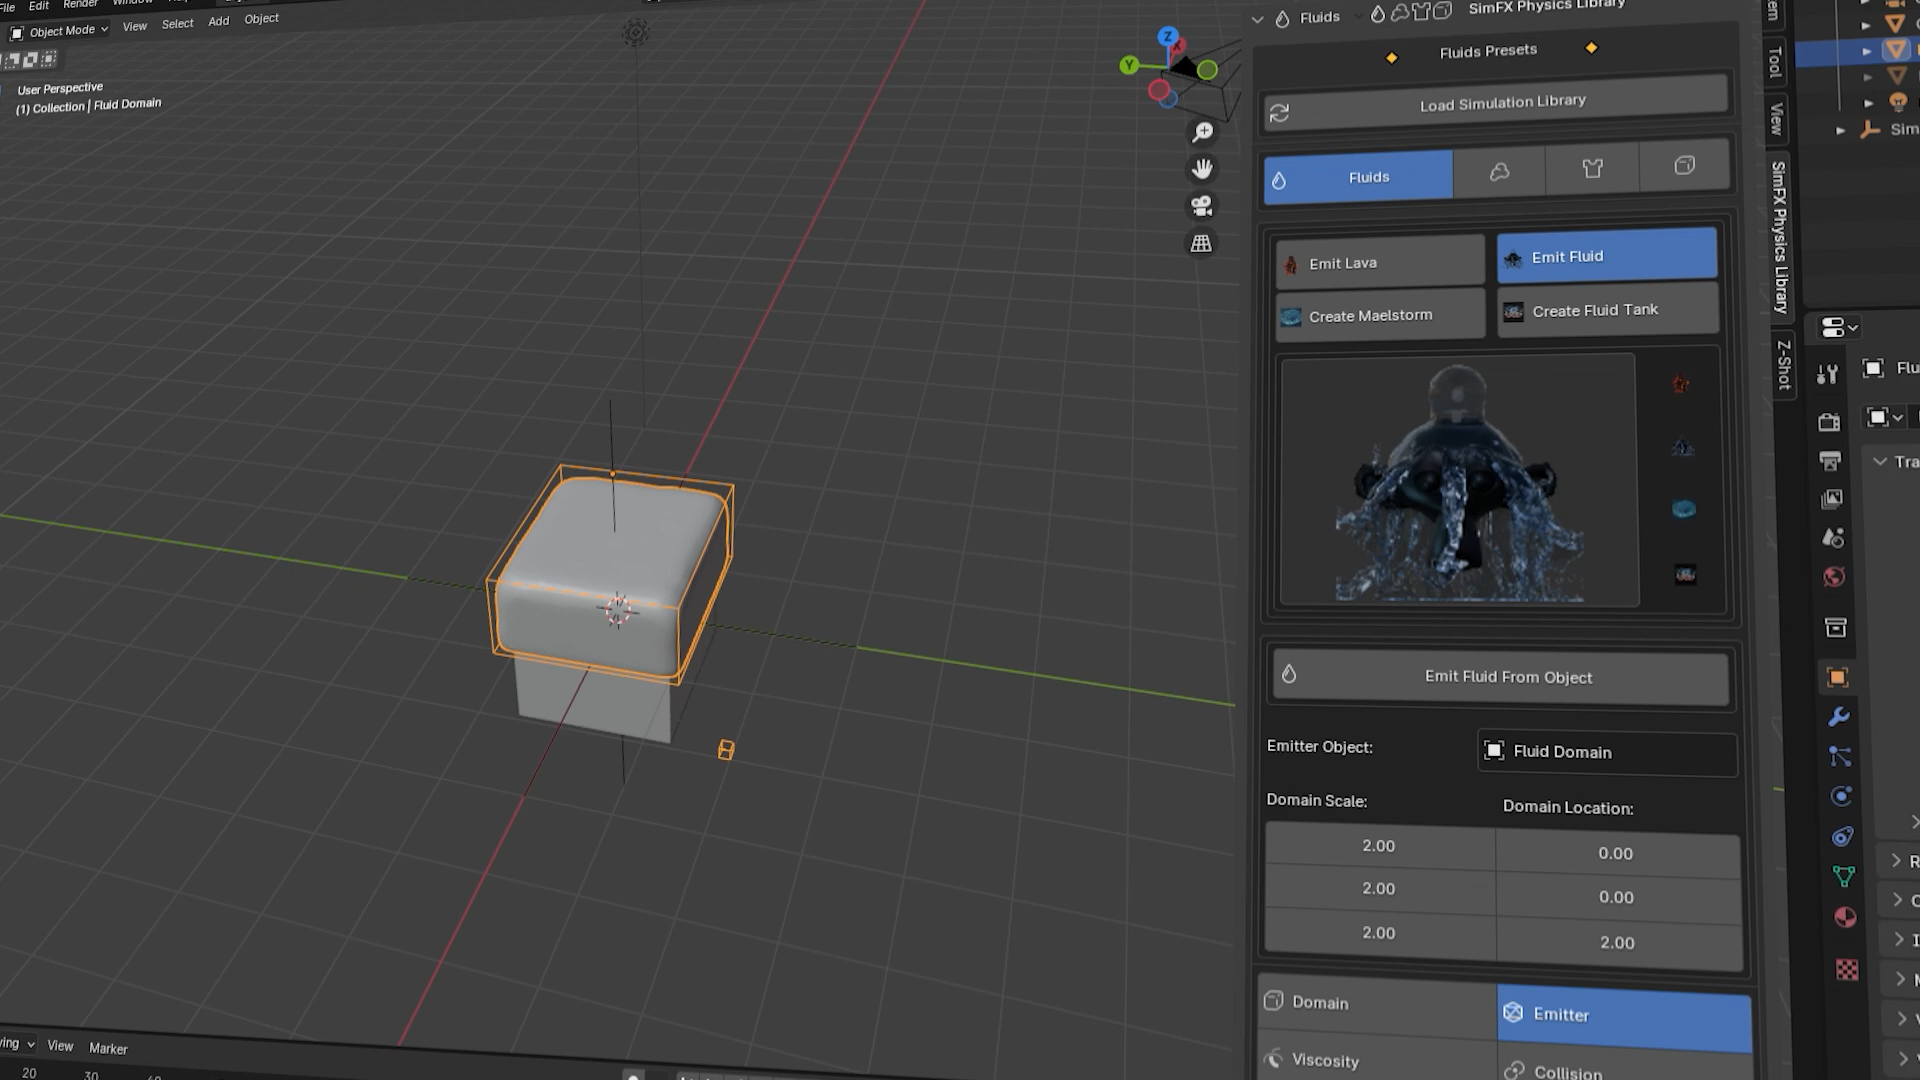 File Edit Render
Object Mode View Select Add Object
User Perspective
(1) Collection | Fluid Domain
Z
X
Y
Fluids SimFX Physics Library
Fluids Presets
Load Simulation Library
Fluids
Emit Lava Emit Fluid
Create Maelstorm Create Fluid Tank
Emit Fluid From Object
Emitter Object: Fluid Domain
Domain Scale: Domain Location:
2.00 0.00
2.00 0.00
2.00 2.00
Domain Emitter
Viscosity Collision
Tool
View
SimFX Physics Library
Z-Shot
Sim
Flu
Tra
View Marker
20 30